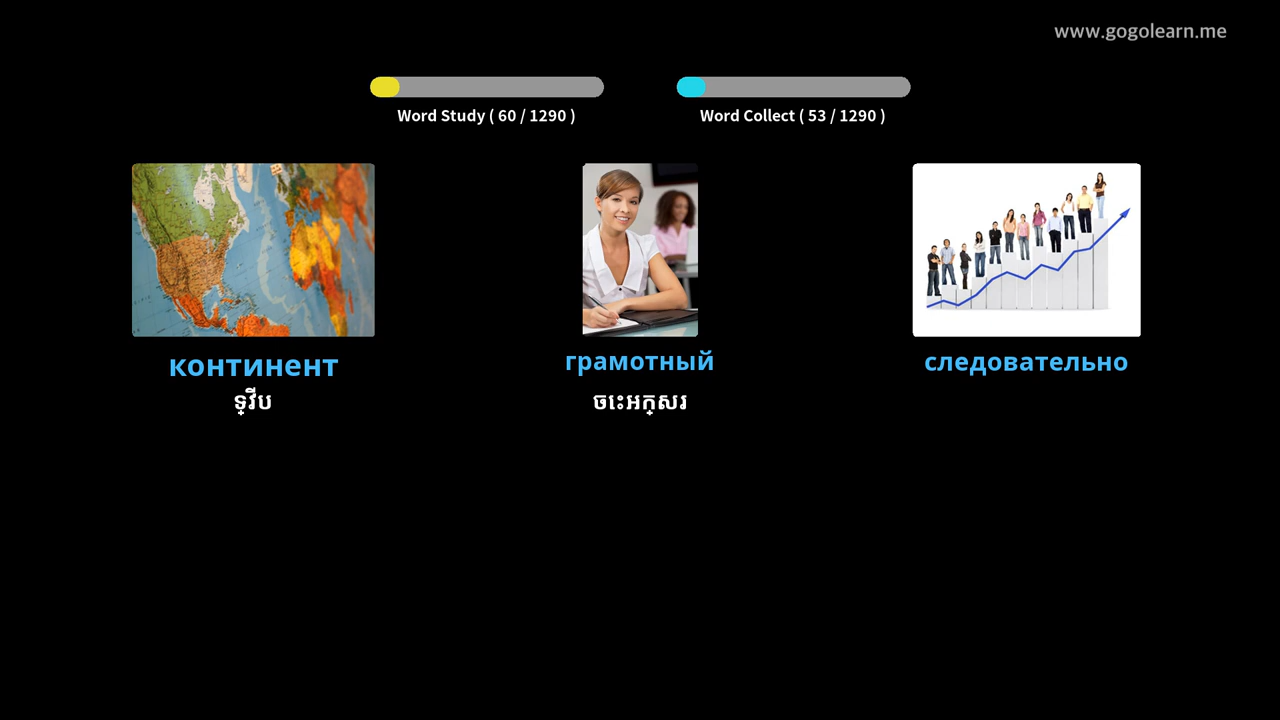 www.gogolearn.me
Word Study ( 60 / 1290 )
Word Collect ( 53 / 1290 )
континент
грамотный
следовательно
ទ្វីប
ចេះអក្សរ